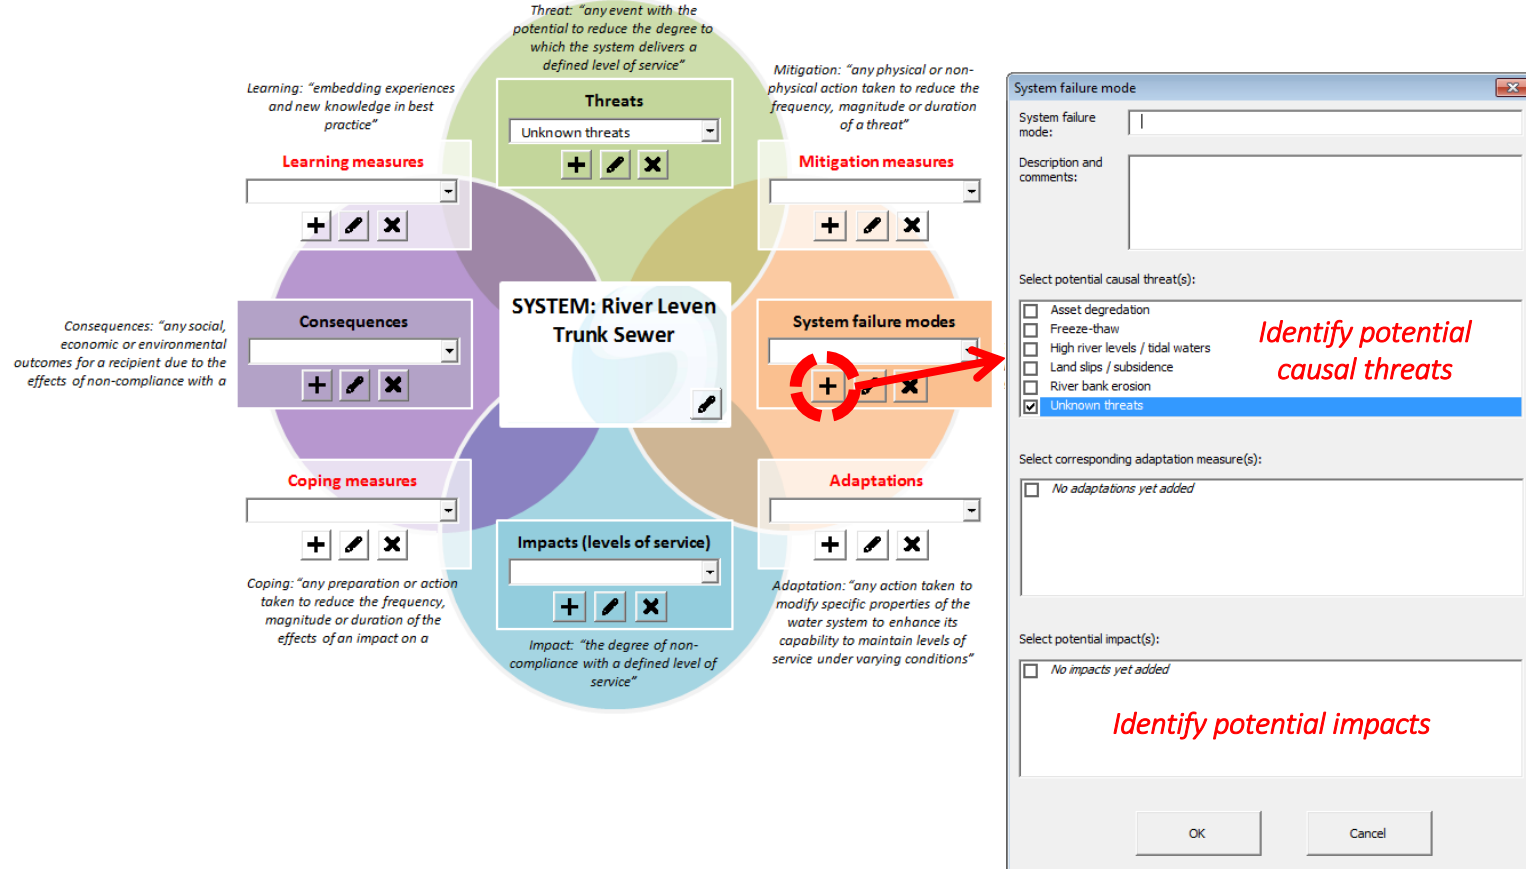 Threat: “any event with the
potential to reduce the degree to
which the system delivers a
defined level of service”
Threats
Unknown threats
Learning: “embedding experiences
and new knowledge in best
practice”
Learning measures
Mitigation: “any physical or non-
physical action taken to reduce the
frequency, magnitude or duration
of a threat”
Mitigation measures
Consequences: “any social,
economic or environmental
outcomes for a recipient due to the
effects of non-compliance with a
Consequences
SYSTEM: River Leven
Trunk Sewer
System failure modes
Coping measures
Coping: “any preparation or action
taken to reduce the frequency,
magnitude or duration of the
effects of an impact on a
Impacts (levels of service)
Impact: “the degree of non-
compliance with a defined level of
service”
Adaptations
Adaptation: “any action taken to
modify specific properties of the
water system to enhance its
capability to maintain levels of
service under varying conditions”
System failure mode
System failure
mode:
Description and
comments:
Select potential causal threat(s):
Asset degredation
Freeze-thaw
High river levels / tidal waters
Land slips / subsidence
River bank erosion
Unknown threats
Identify potential
causal threats
Select corresponding adaptation measure(s):
No adaptations yet added
Select potential impact(s):
No impacts yet added
Identify potential impacts
OK
Cancel